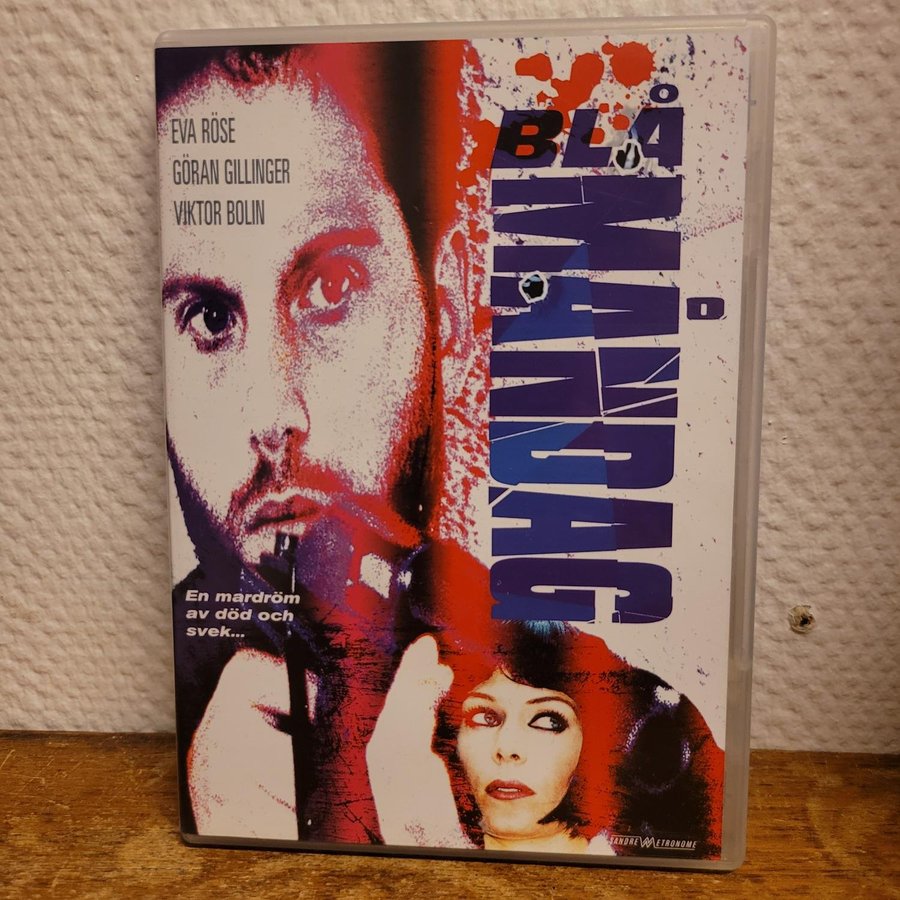 EVA RÖSE
GÖRAN GILLINGER
VIKTOR BOLIN
BLÅ
MÅNDAG
En mardröm
av död och
svek...
SANDREW METRONOME